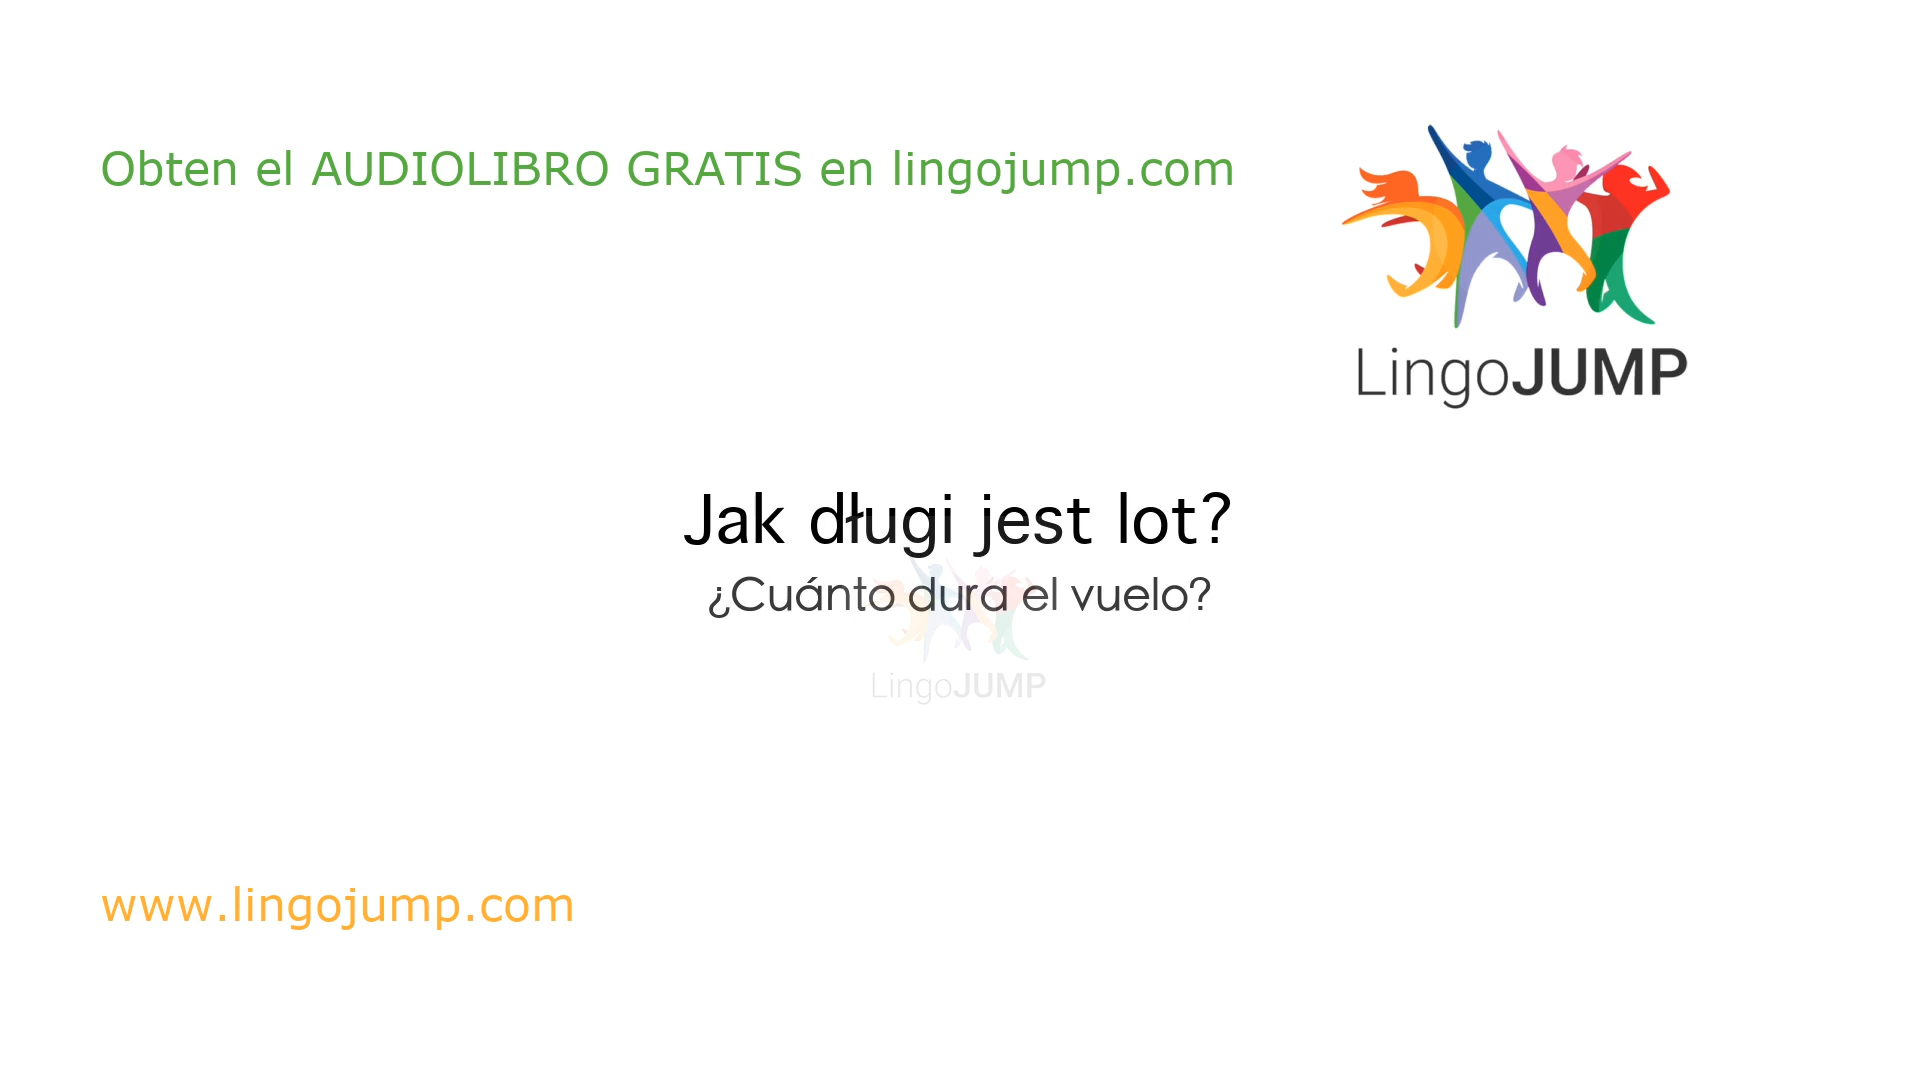 Obten el AUDIOLIBRO GRATIS en lingojump.com
LingoJUMP
Jak długi jest lot?
¿Cuánto dura el vuelo?
LingoJUMP
www.lingojump.com